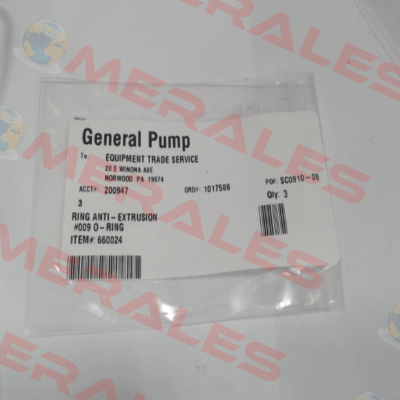 General Pump
To: EQUIPMENT TRADE SERVICE
20 E WINONA AVE
NORWOOD PA 19074
ACCT#: 200947 ORD#: 1017588 PO#: SC0910-09
3 Qty: 3
RING ANTI-EXTRUSION
#009 O-RING
ITEM#: 660024
MERALES
MERALES
MERALES
MERALES